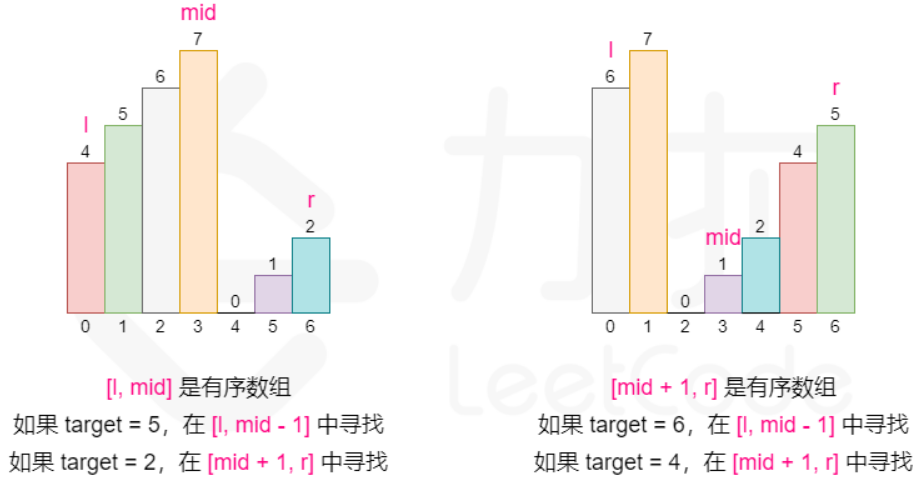 mid
7
6
5
l
4
r
2
1
0
0 1 2 3 4 5 6
[l, mid] 是有序数组
如果 target = 5，在 [l, mid - 1] 中寻找
如果 target = 2，在 [mid + 1, r] 中寻找
l
7
6
r
5
4
mid
2
1
0
0 1 2 3 4 5 6
[mid + 1, r] 是有序数组
如果 target = 6，在 [l, mid - 1] 中寻找
如果 target = 4，在 [mid + 1, r] 中寻找
力扣
LeetCode